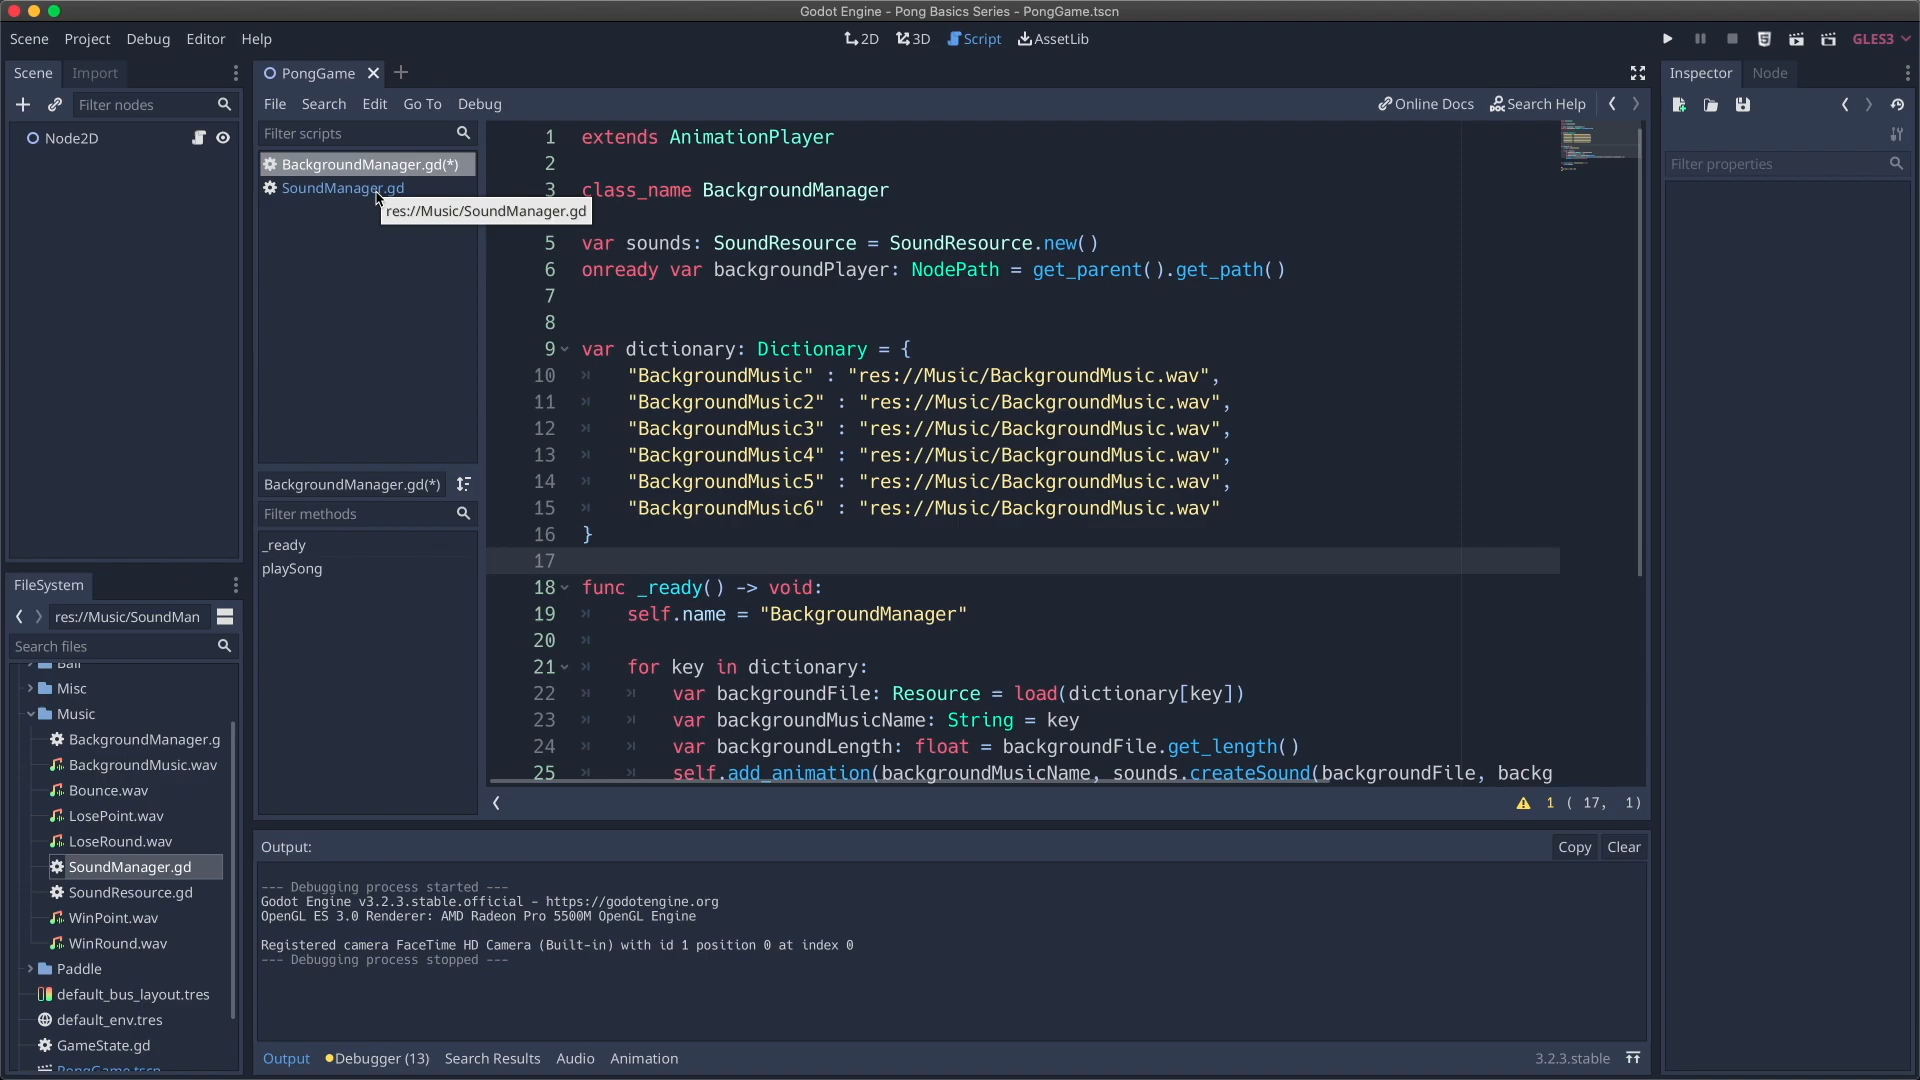 Godot Engine - Pong Basics Series - PongGame.tscn
Scene Project Debug Editor Help
2D 3D Script AssetLib
GLES3
Scene Import
Filter nodes
Node2D
PongGame
File Search Edit Go To Debug
Online Docs Search Help
Filter scripts
BackgroundManager.gd(*)
SoundManager.gd
res://Music/SoundManager.gd
BackgroundManager.gd(*)
Filter methods
_ready
playSong
1 extends AnimationPlayer
2
3 class_name BackgroundManager
5 var sounds: SoundResource = SoundResource.new()
6 onready var backgroundPlayer: NodePath = get_parent().get_path()
7
8
9 var dictionary: Dictionary = {
10 "BackgroundMusic" : "res://Music/BackgroundMusic.wav",
11 "BackgroundMusic2" : "res://Music/BackgroundMusic.wav",
12 "BackgroundMusic3" : "res://Music/BackgroundMusic.wav",
13 "BackgroundMusic4" : "res://Music/BackgroundMusic.wav",
14 "BackgroundMusic5" : "res://Music/BackgroundMusic.wav",
15 "BackgroundMusic6" : "res://Music/BackgroundMusic.wav"
16 }
17
18 func _ready() -> void:
19 self.name = "BackgroundManager"
20
21 for key in dictionary:
22 var backgroundFile: Resource = load(dictionary[key])
23 var backgroundMusicName: String = key
24 var backgroundLength: float = backgroundFile.get_length()
25 self.add_animation(backgroundMusicName, sounds.createSound(backgroundFile, backg
1 ( 17, 1)
FileSystem
res://Music/SoundMan
Search files
Ball
Misc
Music
BackgroundManager.g
BackgroundMusic.wav
Bounce.wav
LosePoint.wav
LoseRound.wav
SoundManager.gd
SoundResource.gd
WinPoint.wav
WinRound.wav
Paddle
default_bus_layout.tres
default_env.tres
GameState.gd
PongGame.tscn
Output:
Copy Clear
--- Debugging process started ---
Godot Engine v3.2.3.stable.official - https://godotengine.org
OpenGL ES 3.0 Renderer: AMD Radeon Pro 5500M OpenGL Engine
Registered camera FaceTime HD Camera (Built-in) with id 1 position 0 at index 0
--- Debugging process stopped ---
Output Debugger (13) Search Results Audio Animation
3.2.3.stable
Inspector Node
Filter properties